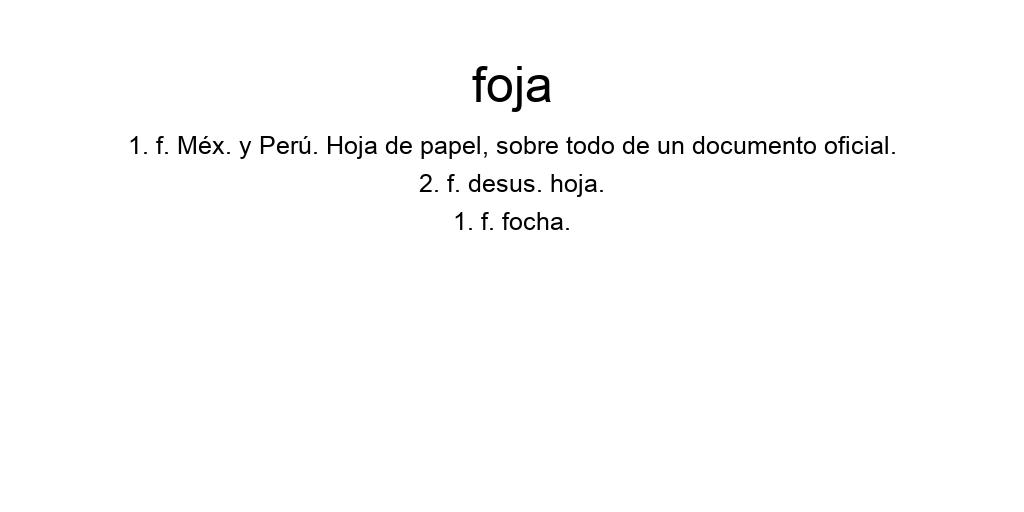 foja
1. f. Méx. y Perú. Hoja de papel, sobre todo de un documento oficial.
2. f. desus. hoja.
1. f. focha.